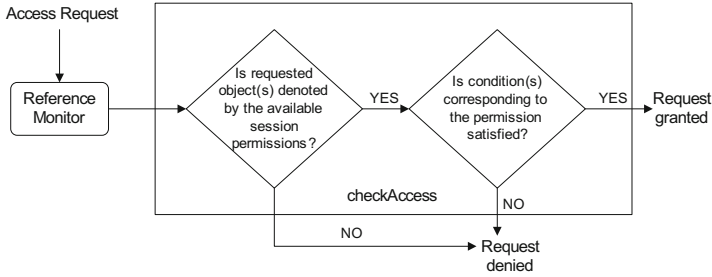 Access Request
Reference
Monitor
Is requested
object(s) denoted
by the available
session
permissions?
YES
Is condition(s)
corresponding to
the permission
satisfied?
YES
Request
granted
checkAccess
NO
NO
Request
denied